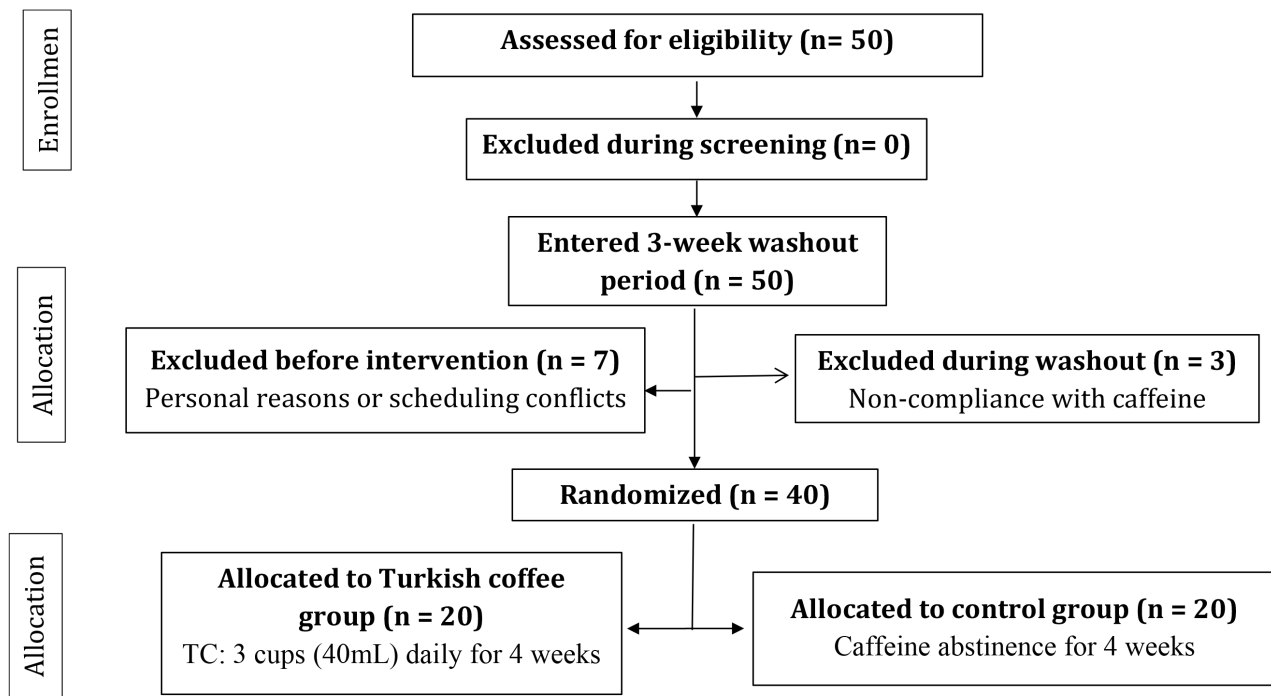 Enrollmen
Assessed for eligibility (n= 50)
Excluded during screening (n= 0)
Entered 3-week washout
period (n = 50)
Allocation
Excluded before intervention (n = 7)
Personal reasons or scheduling conflicts
Excluded during washout (n = 3)
Non-compliance with caffeine
Randomized (n = 40)
Allocation
Allocated to Turkish coffee
group (n = 20)
TC: 3 cups (40mL) daily for 4 weeks
Allocated to control group (n = 20)
Caffeine abstinence for 4 weeks